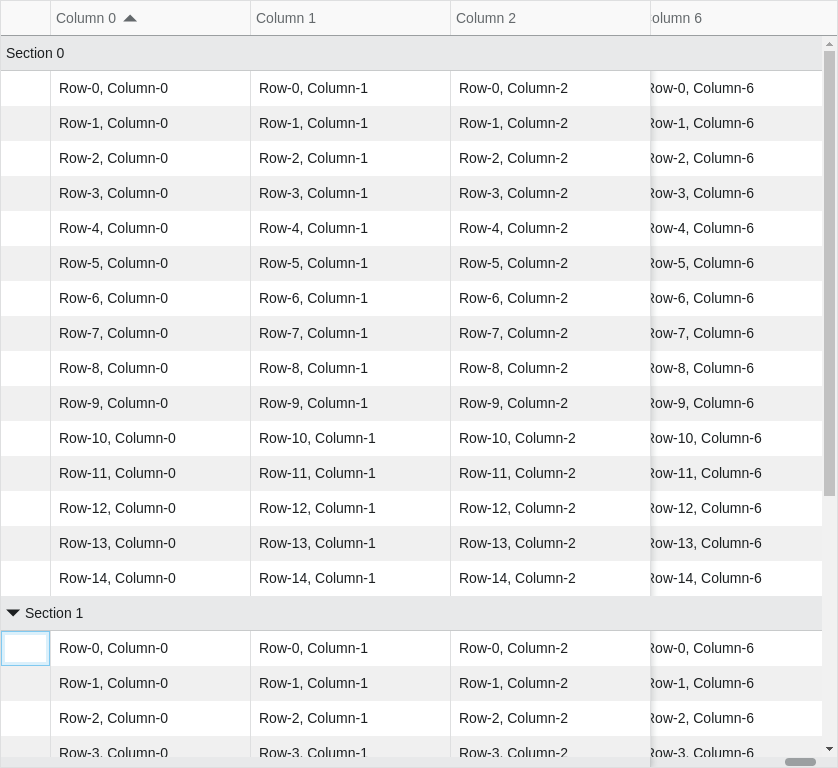 Column 0 Column 1 Column 2 olumn 6
Section 0
Row-0, Column-0 Row-0, Column-1 Row-0, Column-2 Row-0, Column-6
Row-1, Column-0 Row-1, Column-1 Row-1, Column-2 Row-1, Column-6
Row-2, Column-0 Row-2, Column-1 Row-2, Column-2 Row-2, Column-6
Row-3, Column-0 Row-3, Column-1 Row-3, Column-2 Row-3, Column-6
Row-4, Column-0 Row-4, Column-1 Row-4, Column-2 Row-4, Column-6
Row-5, Column-0 Row-5, Column-1 Row-5, Column-2 Row-5, Column-6
Row-6, Column-0 Row-6, Column-1 Row-6, Column-2 Row-6, Column-6
Row-7, Column-0 Row-7, Column-1 Row-7, Column-2 Row-7, Column-6
Row-8, Column-0 Row-8, Column-1 Row-8, Column-2 Row-8, Column-6
Row-9, Column-0 Row-9, Column-1 Row-9, Column-2 Row-9, Column-6
Row-10, Column-0 Row-10, Column-1 Row-10, Column-2 Row-10, Column-6
Row-11, Column-0 Row-11, Column-1 Row-11, Column-2 Row-11, Column-6
Row-12, Column-0 Row-12, Column-1 Row-12, Column-2 Row-12, Column-6
Row-13, Column-0 Row-13, Column-1 Row-13, Column-2 Row-13, Column-6
Row-14, Column-0 Row-14, Column-1 Row-14, Column-2 Row-14, Column-6
Section 1
Row-0, Column-0 Row-0, Column-1 Row-0, Column-2 Row-0, Column-6
Row-1, Column-0 Row-1, Column-1 Row-1, Column-2 Row-1, Column-6
Row-2, Column-0 Row-2, Column-1 Row-2, Column-2 Row-2, Column-6
Row-3, Column-0 Row-3, Column-1 Row-3, Column-2 Row-3, Column-6